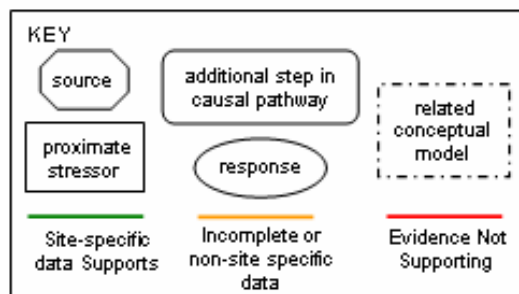 KEY
source
additional step in
causal pathway
related
conceptual
model
proximate
stressor
response
Site-specific
data Supports
Incomplete or
non-site specific
data
Evidence Not
Supporting